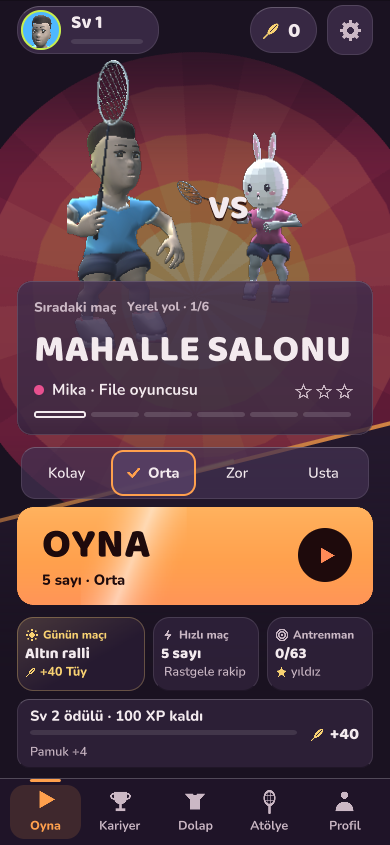 Sv 1
0
VS
Sıradaki maç Yerel yol · 1/6
MAHALLE SALONU
Mika · File oyuncusu
Kolay
Orta
Zor
Usta
OYNA
5 sayı · Orta
Günün maçı
Altın ralli
+40 Tüy
Hızlı maç
5 sayı
Rastgele rakip
Antrenman
0/63
yıldız
Sv 2 ödülü · 100 XP kaldı
+40
Pamuk +4
Oyna
Kariyer
Dolap
Atölye
Profil